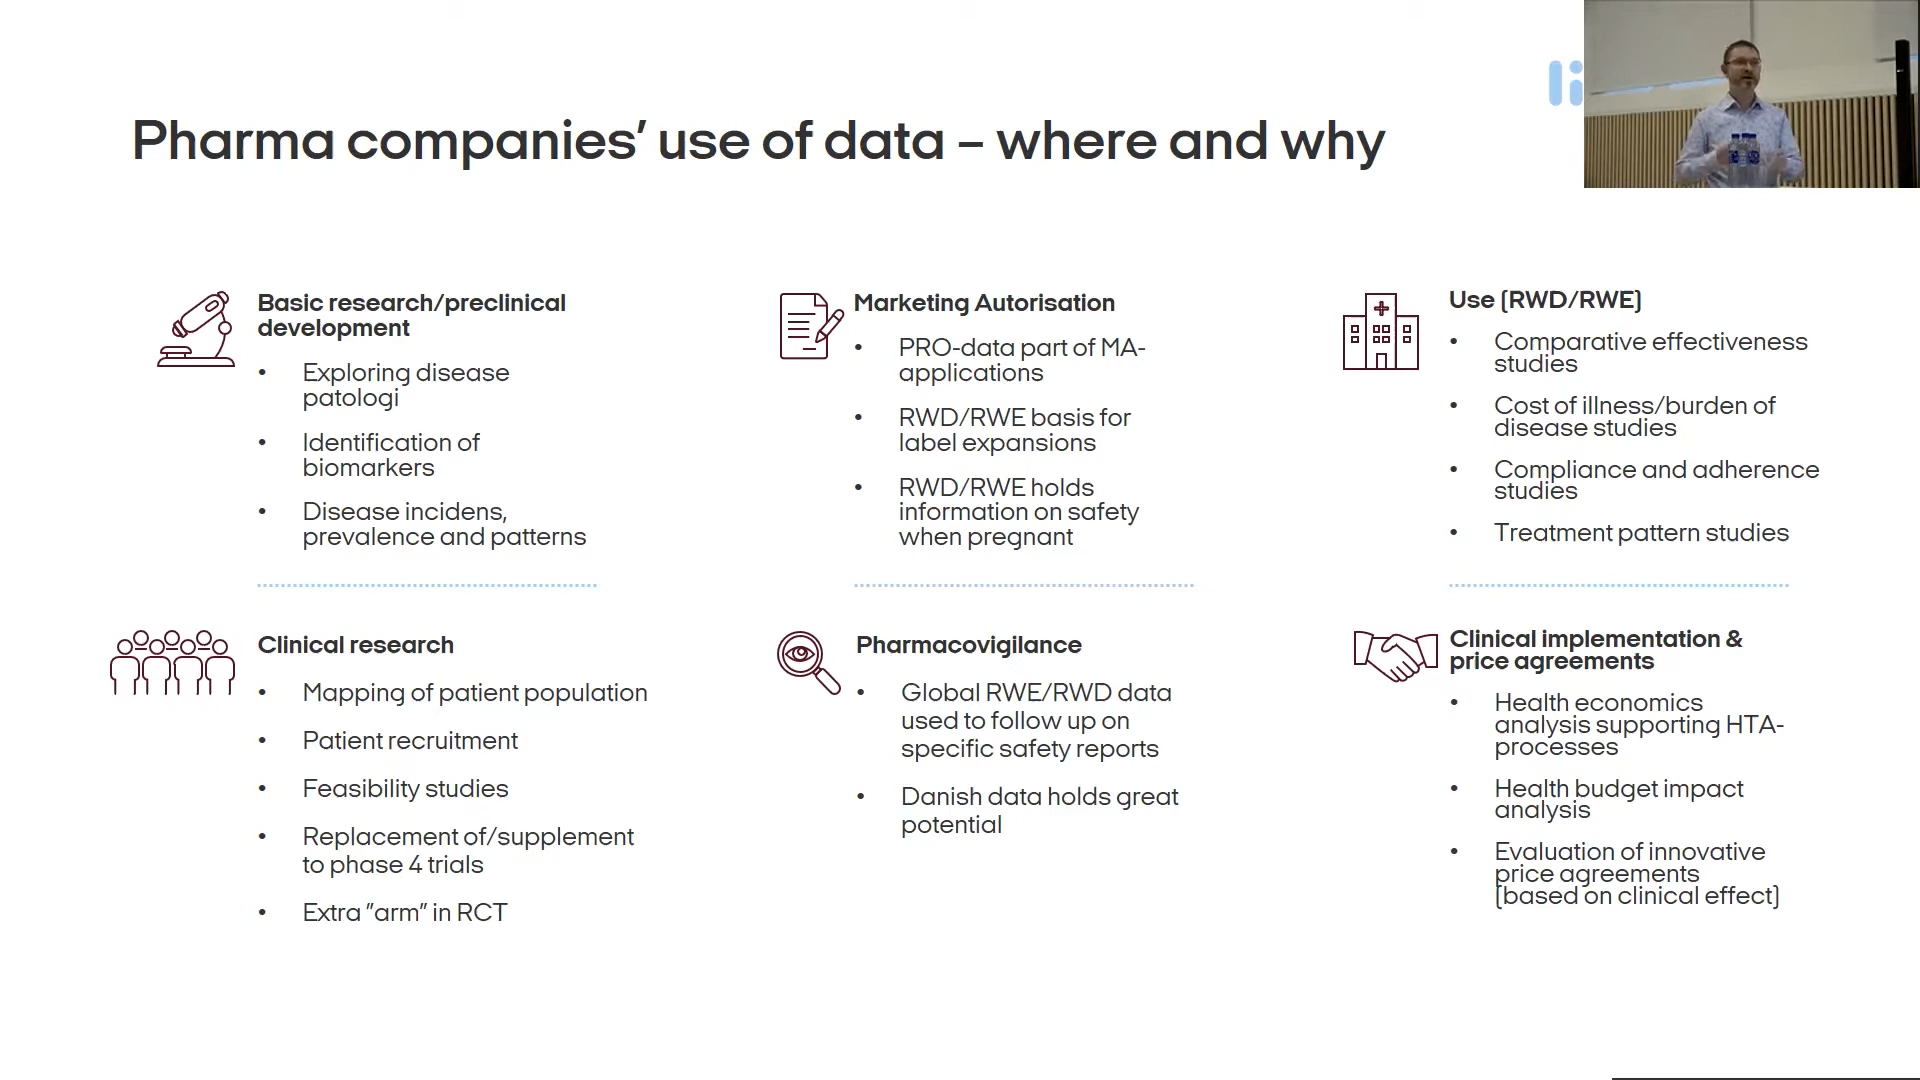 Pharma companies’ use of data – where and why
li
Basic research/preclinical
development
• Exploring disease
patologi
• Identification of
biomarkers
• Disease incidens,
prevalence and patterns
Marketing Autorisation
• PRO-data part of MA-
applications
• RWD/RWE basis for
label expansions
• RWD/RWE holds
information on safety
when pregnant
Use (RWD/RWE)
• Comparative effectiveness
studies
• Cost of illness/burden of
disease studies
• Compliance and adherence
studies
• Treatment pattern studies
Clinical research
• Mapping of patient population
• Patient recruitment
• Feasibility studies
• Replacement of/supplement
to phase 4 trials
• Extra ”arm” in RCT
Pharmacovigilance
• Global RWE/RWD data
used to follow up on
specific safety reports
• Danish data holds great
potential
Clinical implementation &
price agreements
• Health economics
analysis supporting HTA-
processes
• Health budget impact
analysis
• Evaluation of innovative
price agreements
(based on clinical effect)